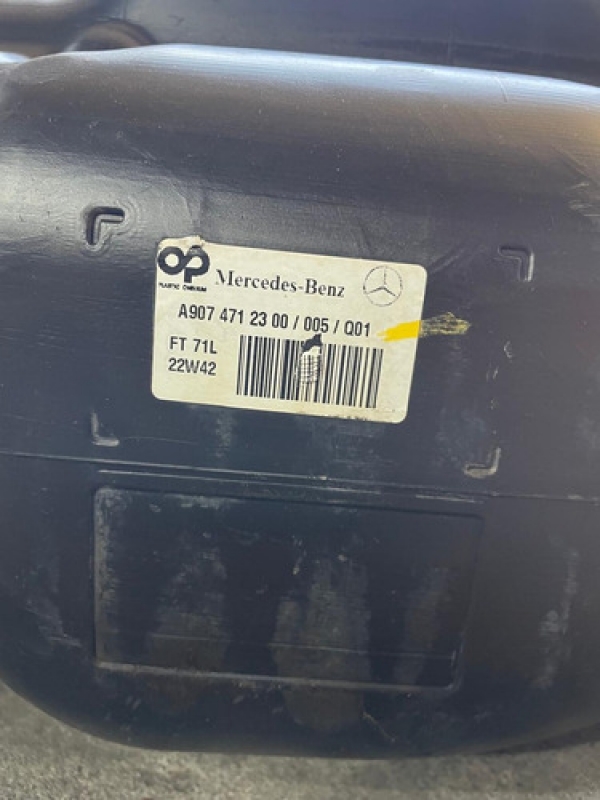 OP
PLASTIC OMNIUM
Mercedes-Benz
A907 471 23 00 / 005 / Q01
FT 71L
22W42